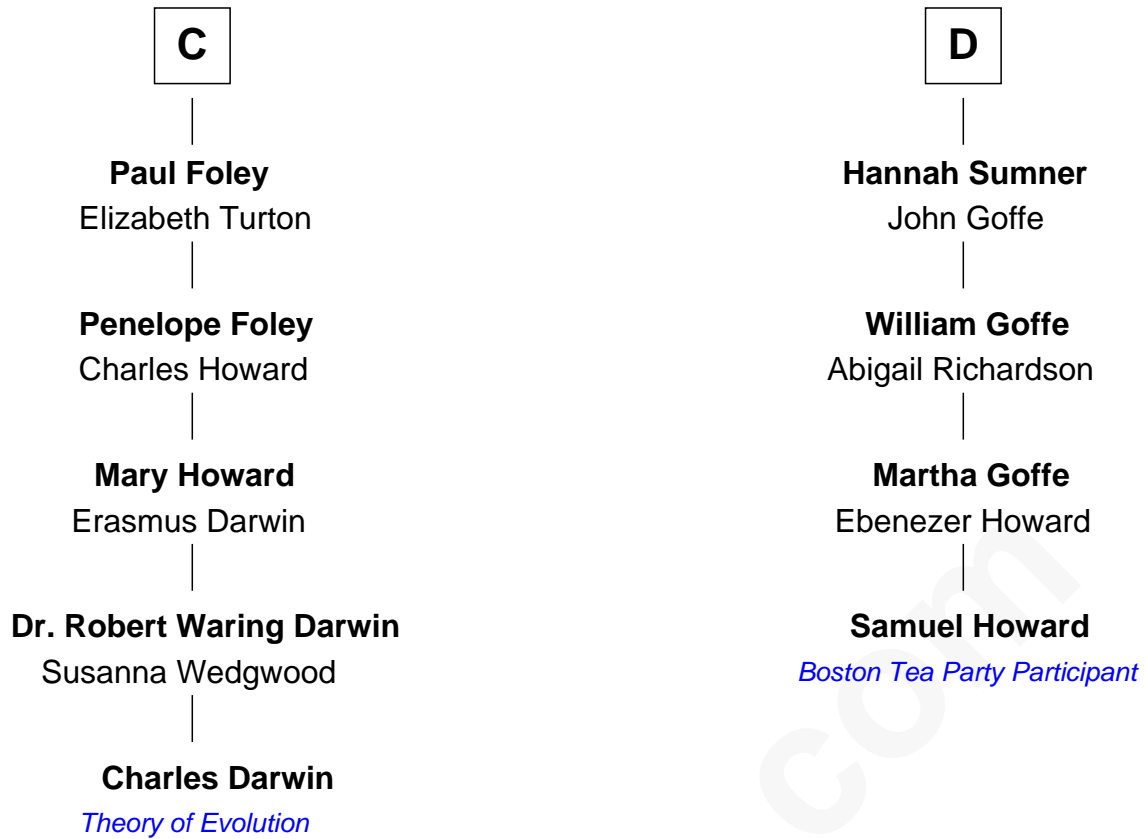 C
Paul Foley
Elizabeth Turton
Penelope Foley
Charles Howard
Mary Howard
Erasmus Darwin
Dr. Robert Waring Darwin
Susanna Wedgwood
Charles Darwin
Theory of Evolution
D
Hannah Sumner
John Goffe
William Goffe
Abigail Richardson
Martha Goffe
Ebenezer Howard
Samuel Howard
Boston Tea Party Participant
com